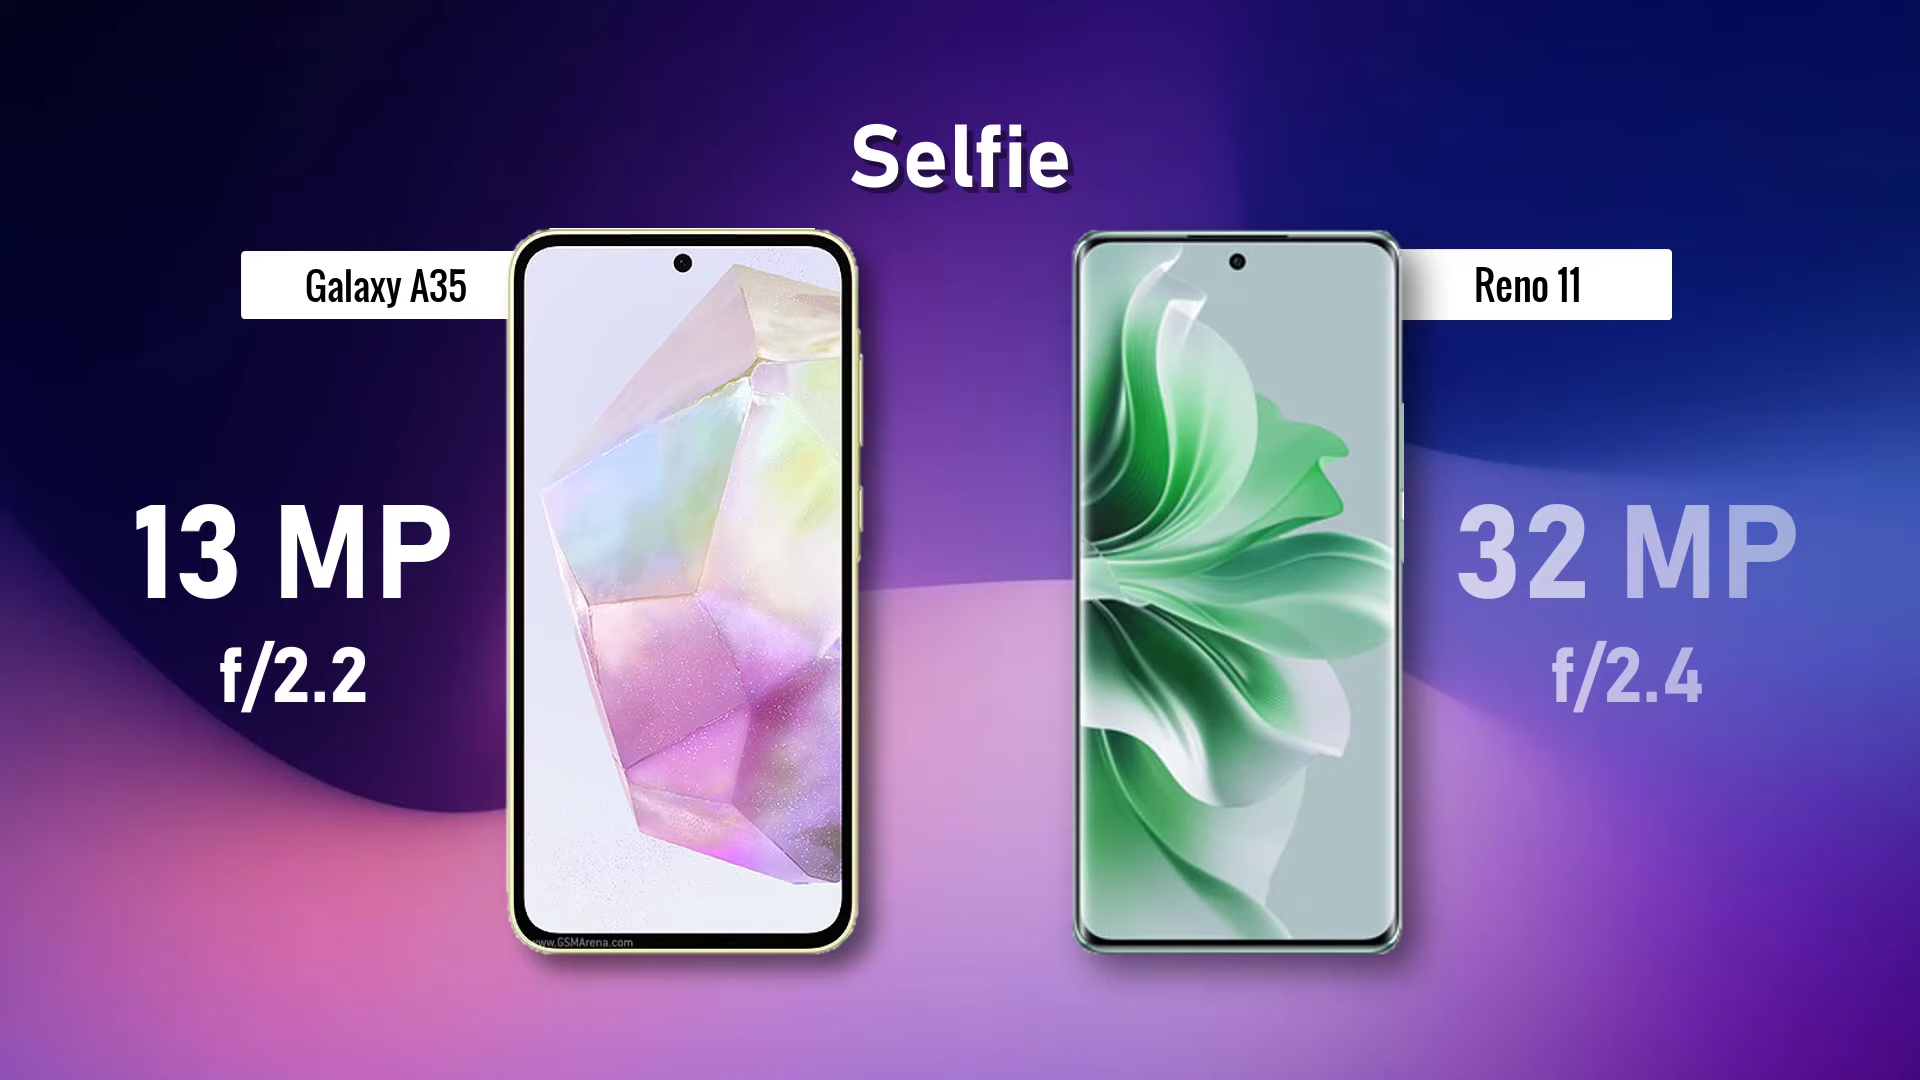 Selfie
Galaxy A35
Reno 11
13 MP
f/2.2
32 MP
f/2.4
www.GSMArena.com